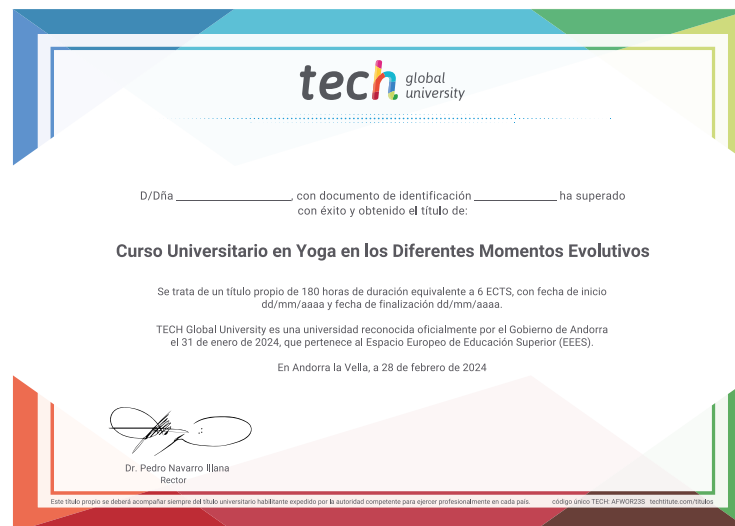 tech global university
D/Dña ____________________, con documento de identificación ______________ ha superado
con éxito y obtenido el título de:
Curso Universitario en Yoga en los Diferentes Momentos Evolutivos
Se trata de un título propio de 180 horas de duración equivalente a 6 ECTS, con fecha de inicio
dd/mm/aaaa y fecha de finalización dd/mm/aaaa.
TECH Global University es una universidad reconocida oficialmente por el Gobierno de Andorra
el 31 de enero de 2024, que pertenece al Espacio Europeo de Educación Superior (EEES).
En Andorra la Vella, a 28 de febrero de 2024
Dr. Pedro Navarro Illana
Rector
Este título propio se deberá acompañar siempre del título universitario habilitante expedido por la autoridad competente para ejercer profesionalmente en cada país. código único TECH: AFWOR23S techtitute.com/titulos